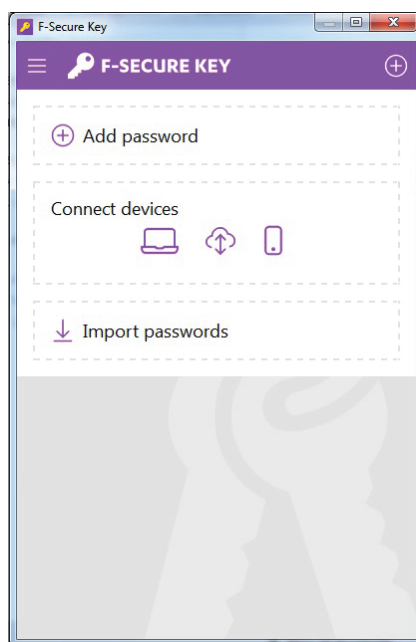 F-Secure Key
F-SECURE KEY
Add password
Connect devices
Import passwords